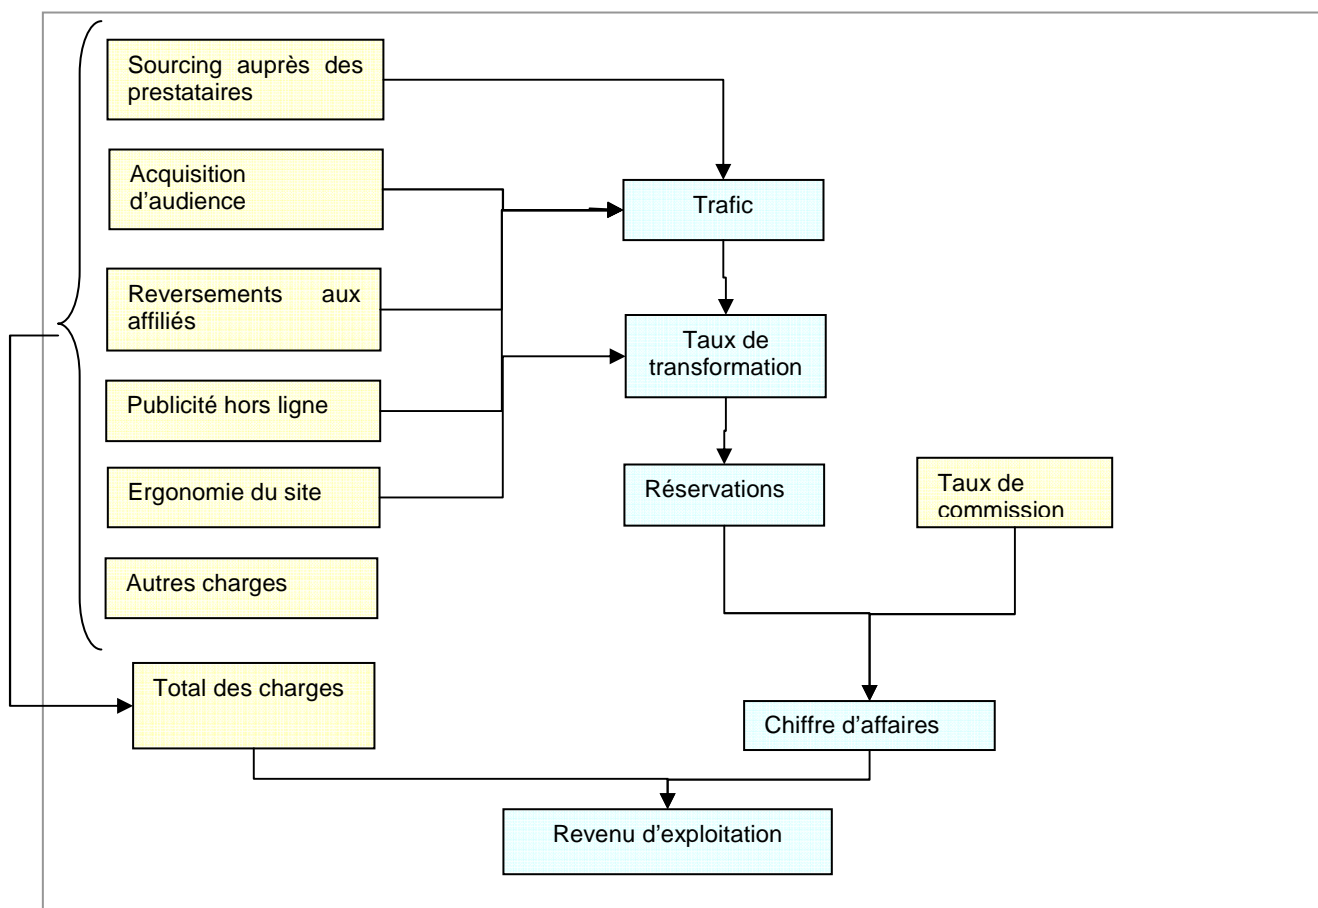 Sourcing auprès des
prestataires
Acquisition
d'audience
Trafic
Reversements aux
affiliés
Taux de
transformation
Publicité hors ligne
Ergonomie du site
Réservations
Taux de
commission
Autres charges
Total des charges
Chiffre d'affaires
Revenu d'exploitation